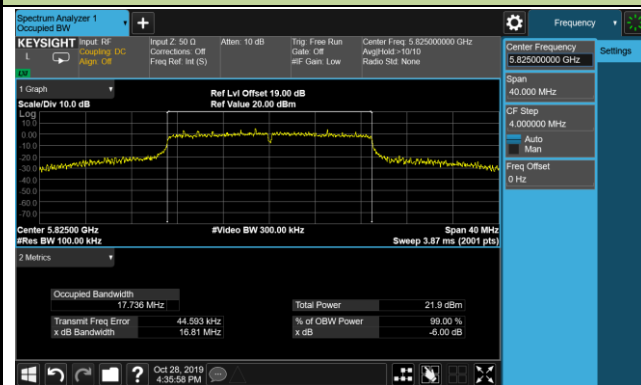 Spectrum Analyzer 1
Occupied BW
Frequency
KEYSIGHT
L
Input: RF
Coupling: DC
Align: Off
Input Z: 50 Ω
Corrections: Off
Freq Ref: Int (S)
Atten: 10 dB
Trig: Free Run
Gate: Off
#IF Gain: Low
Center Freq: 5.825000000 GHz
Avg|Hold:>10/10
Radio Std: None
Center Frequency
5.825000000 GHz
Settings
Span
40.000 MHz
CF Step
4.000000 MHz
Auto
Man
Freq Offset
0 Hz
1 Graph
Scale/Div 10.0 dB
Ref Lvl Offset 19.00 dB
Ref Value 20.00 dBm
Log
10.0
0.00
-10.0
-20.0
-30.0
-40.0
-50.0
-60.0
-70.0
Center 5.82500 GHz
#Video BW 300.00 kHz
Span 40 MHz
#Res BW 100.00 kHz
Sweep 3.87 ms (2001 pts)
2 Metrics
Occupied Bandwidth
17.736 MHz
Total Power 21.9 dBm
Transmit Freq Error 44.593 kHz
% of OBW Power 99.00 %
x dB Bandwidth 16.81 MHz
x dB -6.00 dB
?
Oct 28, 2019
4:35:58 PM